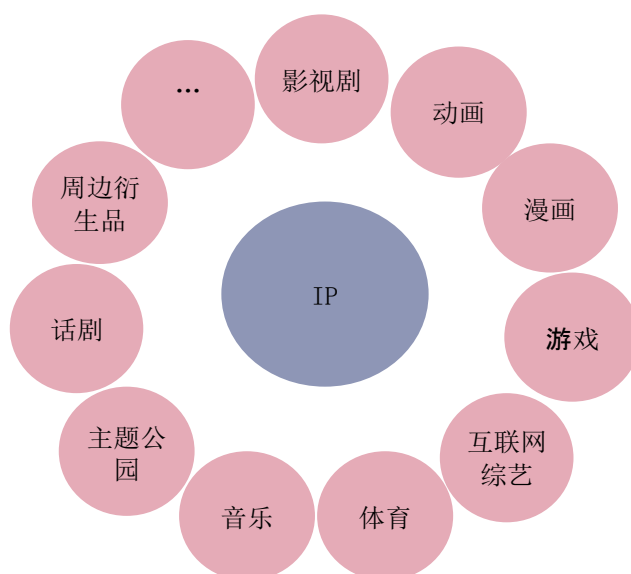 影视剧
动画
漫画
游戏
互联网
综艺
体育
音乐
主题公
园
话剧
周边衍
生品
…
IP